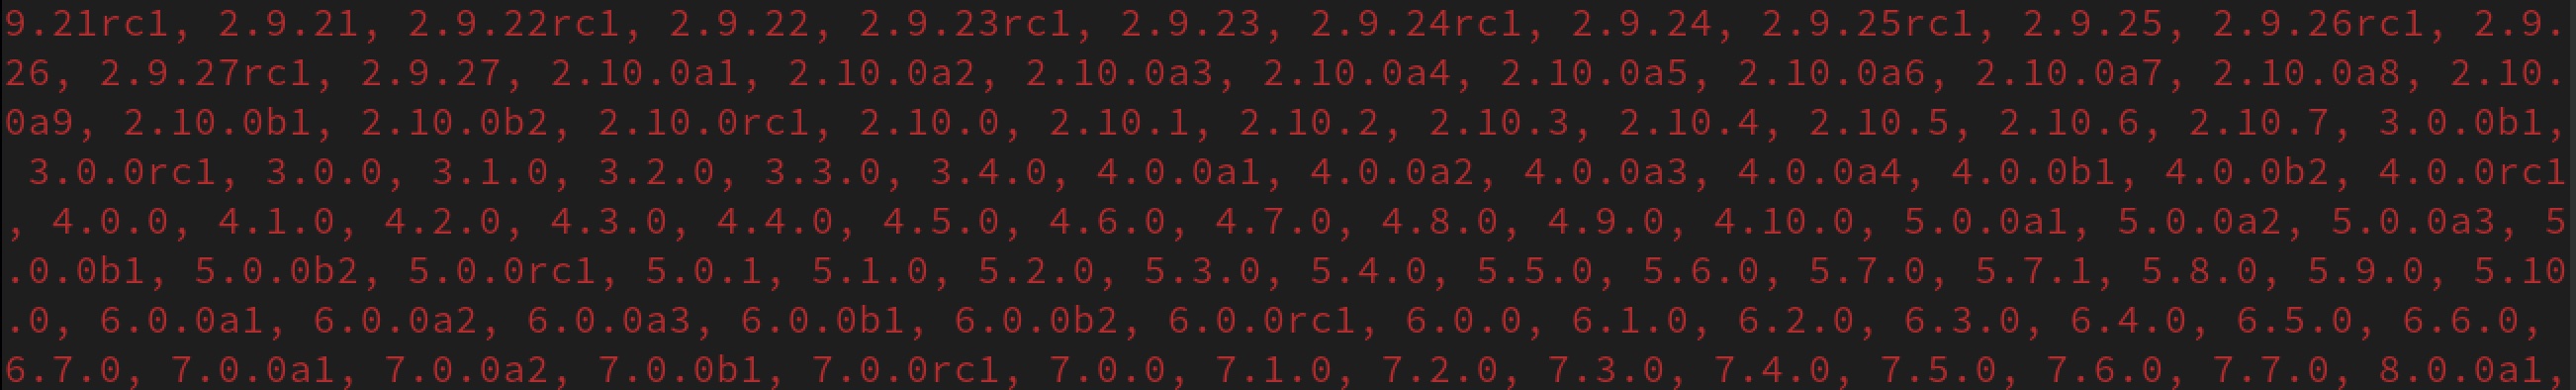 9.21rc1, 2.9.21, 2.9.22rc1, 2.9.22, 2.9.23rc1, 2.9.23, 2.9.24rc1, 2.9.24, 2.9.25rc1, 2.9.25, 2.9.26rc1, 2.9.
26, 2.9.27rc1, 2.9.27, 2.10.0a1, 2.10.0a2, 2.10.0a3, 2.10.0a4, 2.10.0a5, 2.10.0a6, 2.10.0a7, 2.10.0a8, 2.10.
0a9, 2.10.0b1, 2.10.0b2, 2.10.0rc1, 2.10.0, 2.10.1, 2.10.2, 2.10.3, 2.10.4, 2.10.5, 2.10.6, 2.10.7, 3.0.0b1,
 3.0.0rc1, 3.0.0, 3.1.0, 3.2.0, 3.3.0, 3.4.0, 4.0.0a1, 4.0.0a2, 4.0.0a3, 4.0.0a4, 4.0.0b1, 4.0.0b2, 4.0.0rc1
, 4.0.0, 4.1.0, 4.2.0, 4.3.0, 4.4.0, 4.5.0, 4.6.0, 4.7.0, 4.8.0, 4.9.0, 4.10.0, 5.0.0a1, 5.0.0a2, 5.0.0a3, 5
.0.0b1, 5.0.0b2, 5.0.0rc1, 5.0.1, 5.1.0, 5.2.0, 5.3.0, 5.4.0, 5.5.0, 5.6.0, 5.7.0, 5.7.1, 5.8.0, 5.9.0, 5.10
.0, 6.0.0a1, 6.0.0a2, 6.0.0a3, 6.0.0b1, 6.0.0b2, 6.0.0rc1, 6.0.0, 6.1.0, 6.2.0, 6.3.0, 6.4.0, 6.5.0, 6.6.0,
6.7.0, 7.0.0a1, 7.0.0a2, 7.0.0b1, 7.0.0rc1, 7.0.0, 7.1.0, 7.2.0, 7.3.0, 7.4.0, 7.5.0, 7.6.0, 7.7.0, 8.0.0a1,